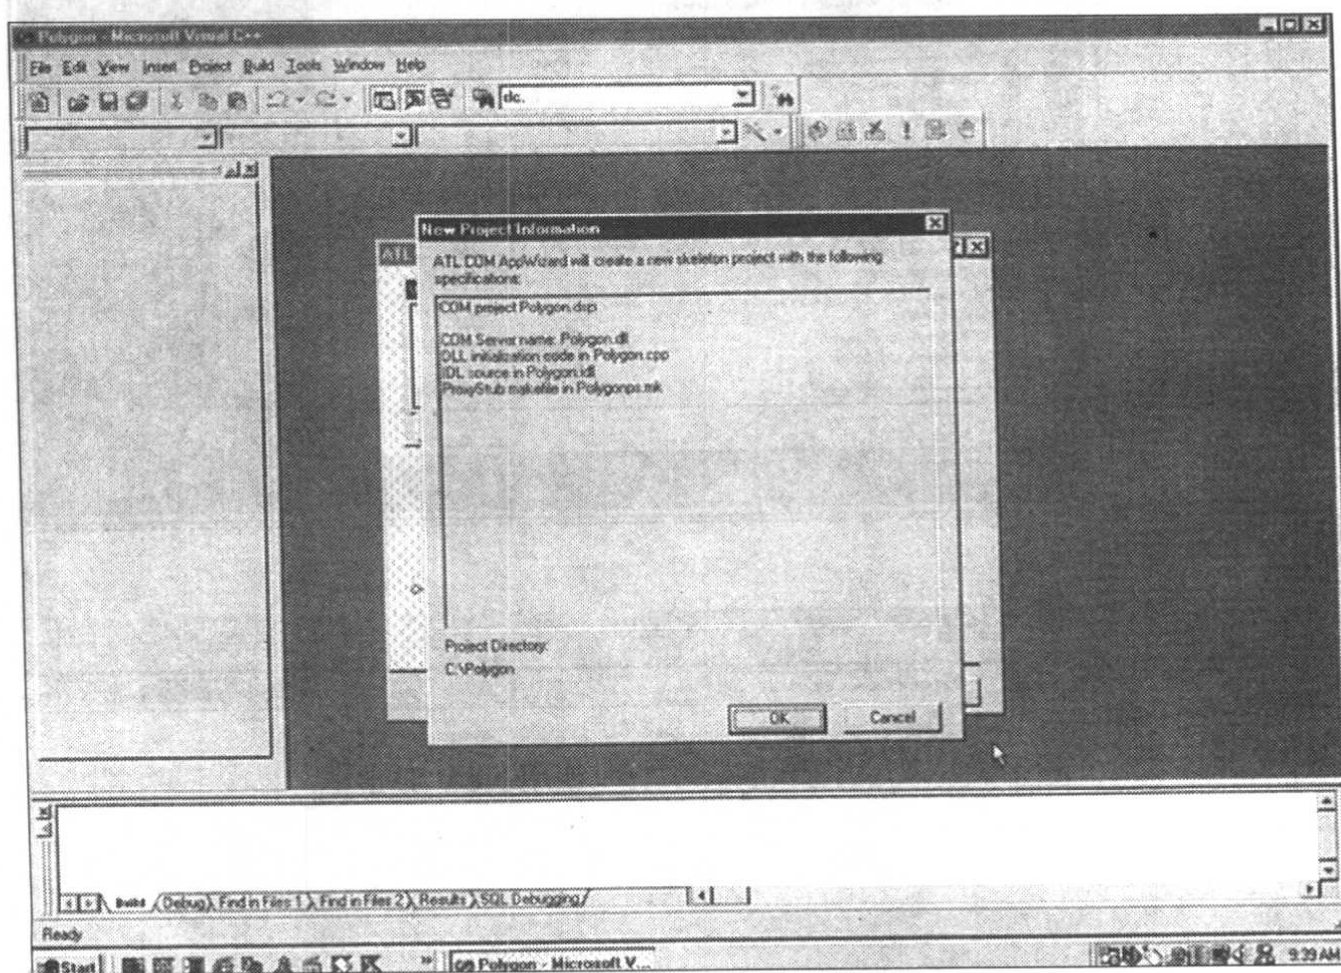 Polygon - Microsoft Visual C++
File Edit View Insert Project Build Tools Window Help
dc.
ATL
New Project Information
ATL COM AppWizard will create a new skeleton project with the following
specifications:
COM project Polygon.dsp
COM Server name: Polygon.dll
DLL initialization code in Polygon.cpp
IDL source in Polygon.idl
ProxyStub makefile in Polygonps.mk
Project Directory:
C:\Polygon
OK Cancel
Build Debug Find in Files 1 Find in Files 2 Results SQL Debugging
Ready
Start Polygon - Microsoft V... 9:39 AM